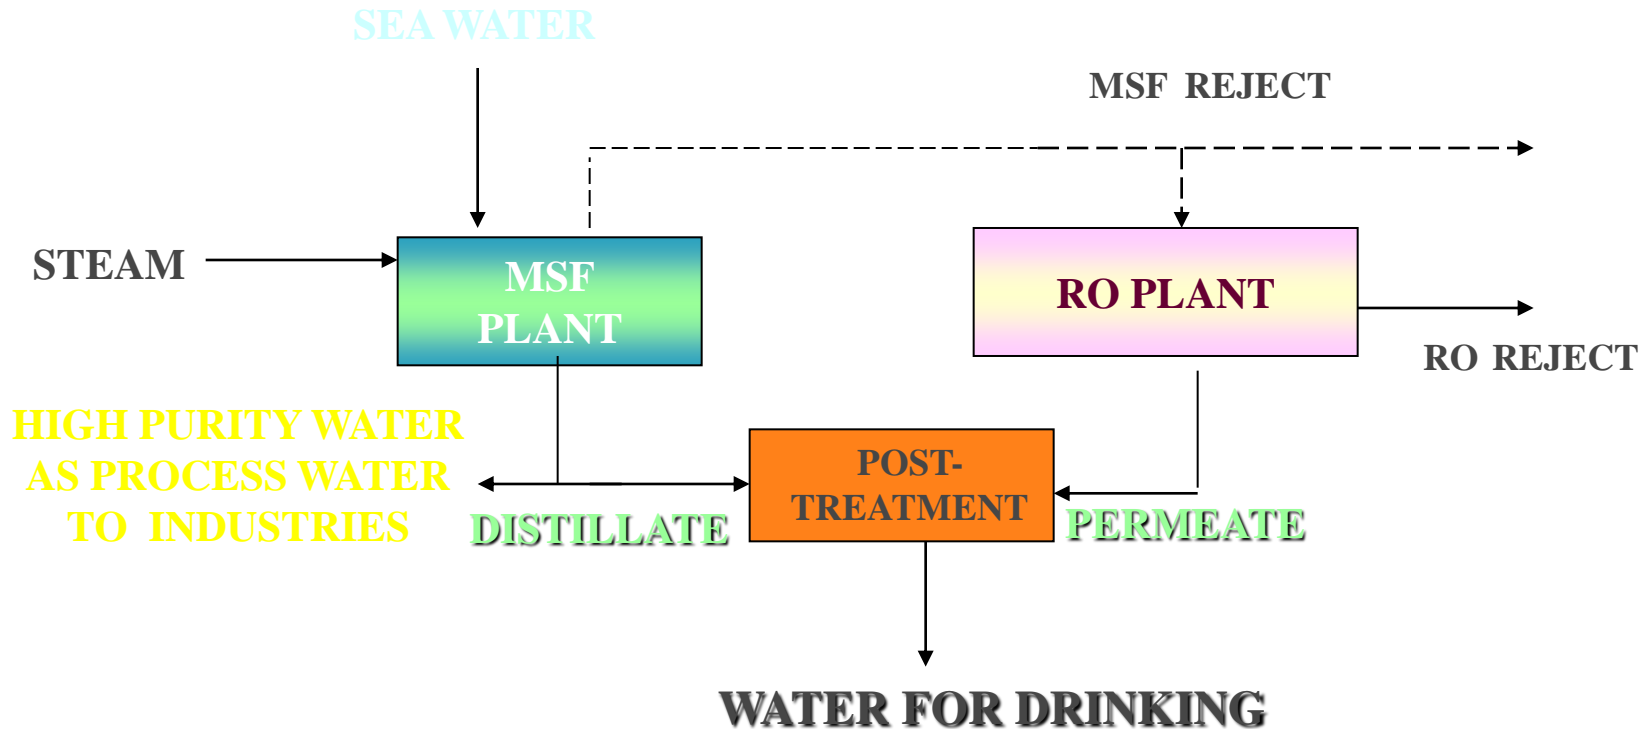 SEA WATER
MSF REJECT
STEAM
MSF
PLANT
RO PLANT
RO REJECT
HIGH PURITY WATER
AS PROCESS WATER
TO INDUSTRIES
DISTILLATE
POST-
TREATMENT
PERMEATE
WATER FOR DRINKING